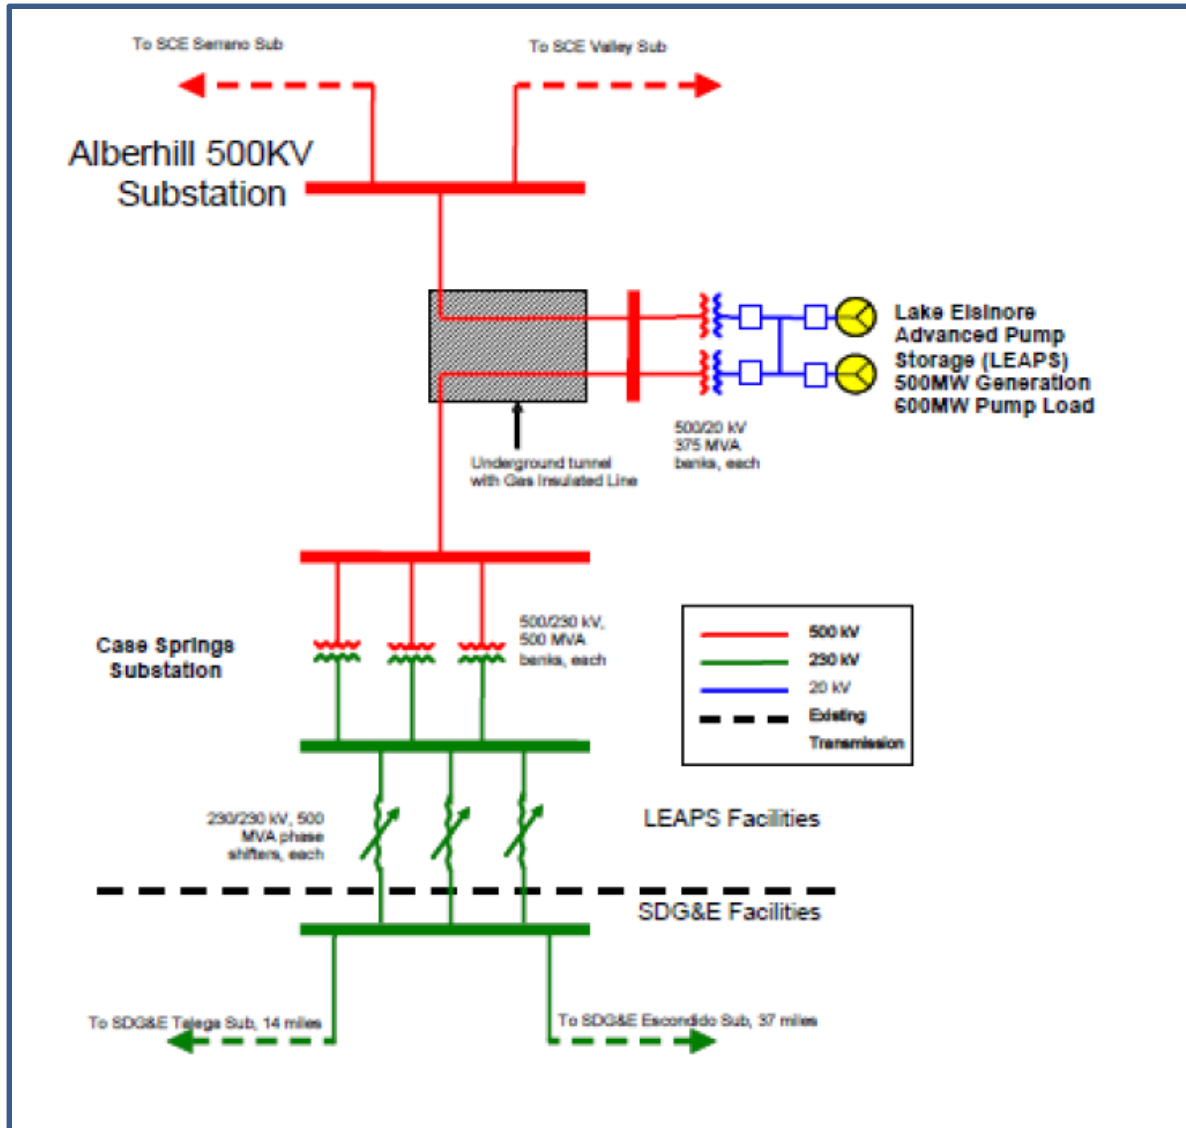 To SCE Serrano Sub
To SCE Valley Sub
Alberhill 500KV
Substation
Lake Elsinore
Advanced Pump
Storage (LEAPS)
500MW Generation
600MW Pump Load
500/20 kV
375 MVA
banks, each
Underground tunnel
with Gas Insulated Line
Case Springs
Substation
500/230 kV,
500 MVA
banks, each
500 kV
230 kV
20 kV
Existing
Transmission
230/230 kV, 500
MVA phase
shifters, each
LEAPS Facilities
SDG&E Facilities
To SDG&E Talega Sub, 14 miles
To SDG&E Escondido Sub, 37 miles